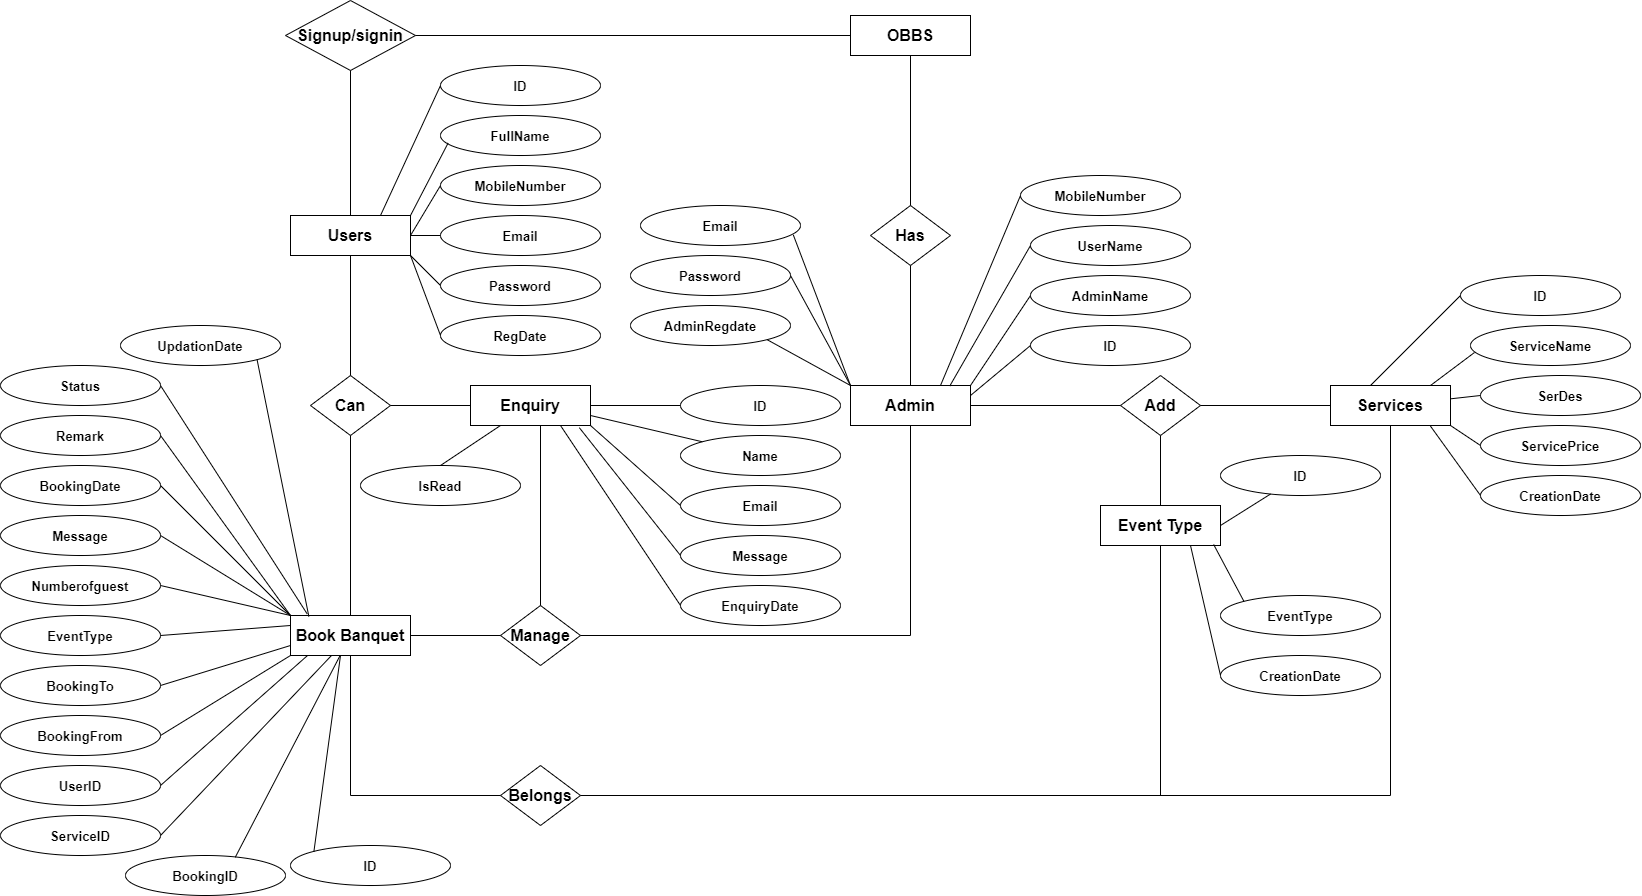 Signup/signin
OBBS
ID
FullName
MobileNumber
Email
Password
RegDate
Users
Has
MobileNumber
UserName
AdminName
ID
Email
Password
AdminRegdate
Admin
Add
Services
ID
ServiceName
SerDes
ServicePrice
CreationDate
Can
Enquiry
ID
Name
Email
Message
EnquiryDate
IsRead
Event Type
ID
EventType
CreationDate
UpdationDate
Status
Remark
BookingDate
Message
Numberofguest
EventType
BookingTo
BookingFrom
UserID
ServiceID
BookingID
ID
Book Banquet
Manage
Belongs